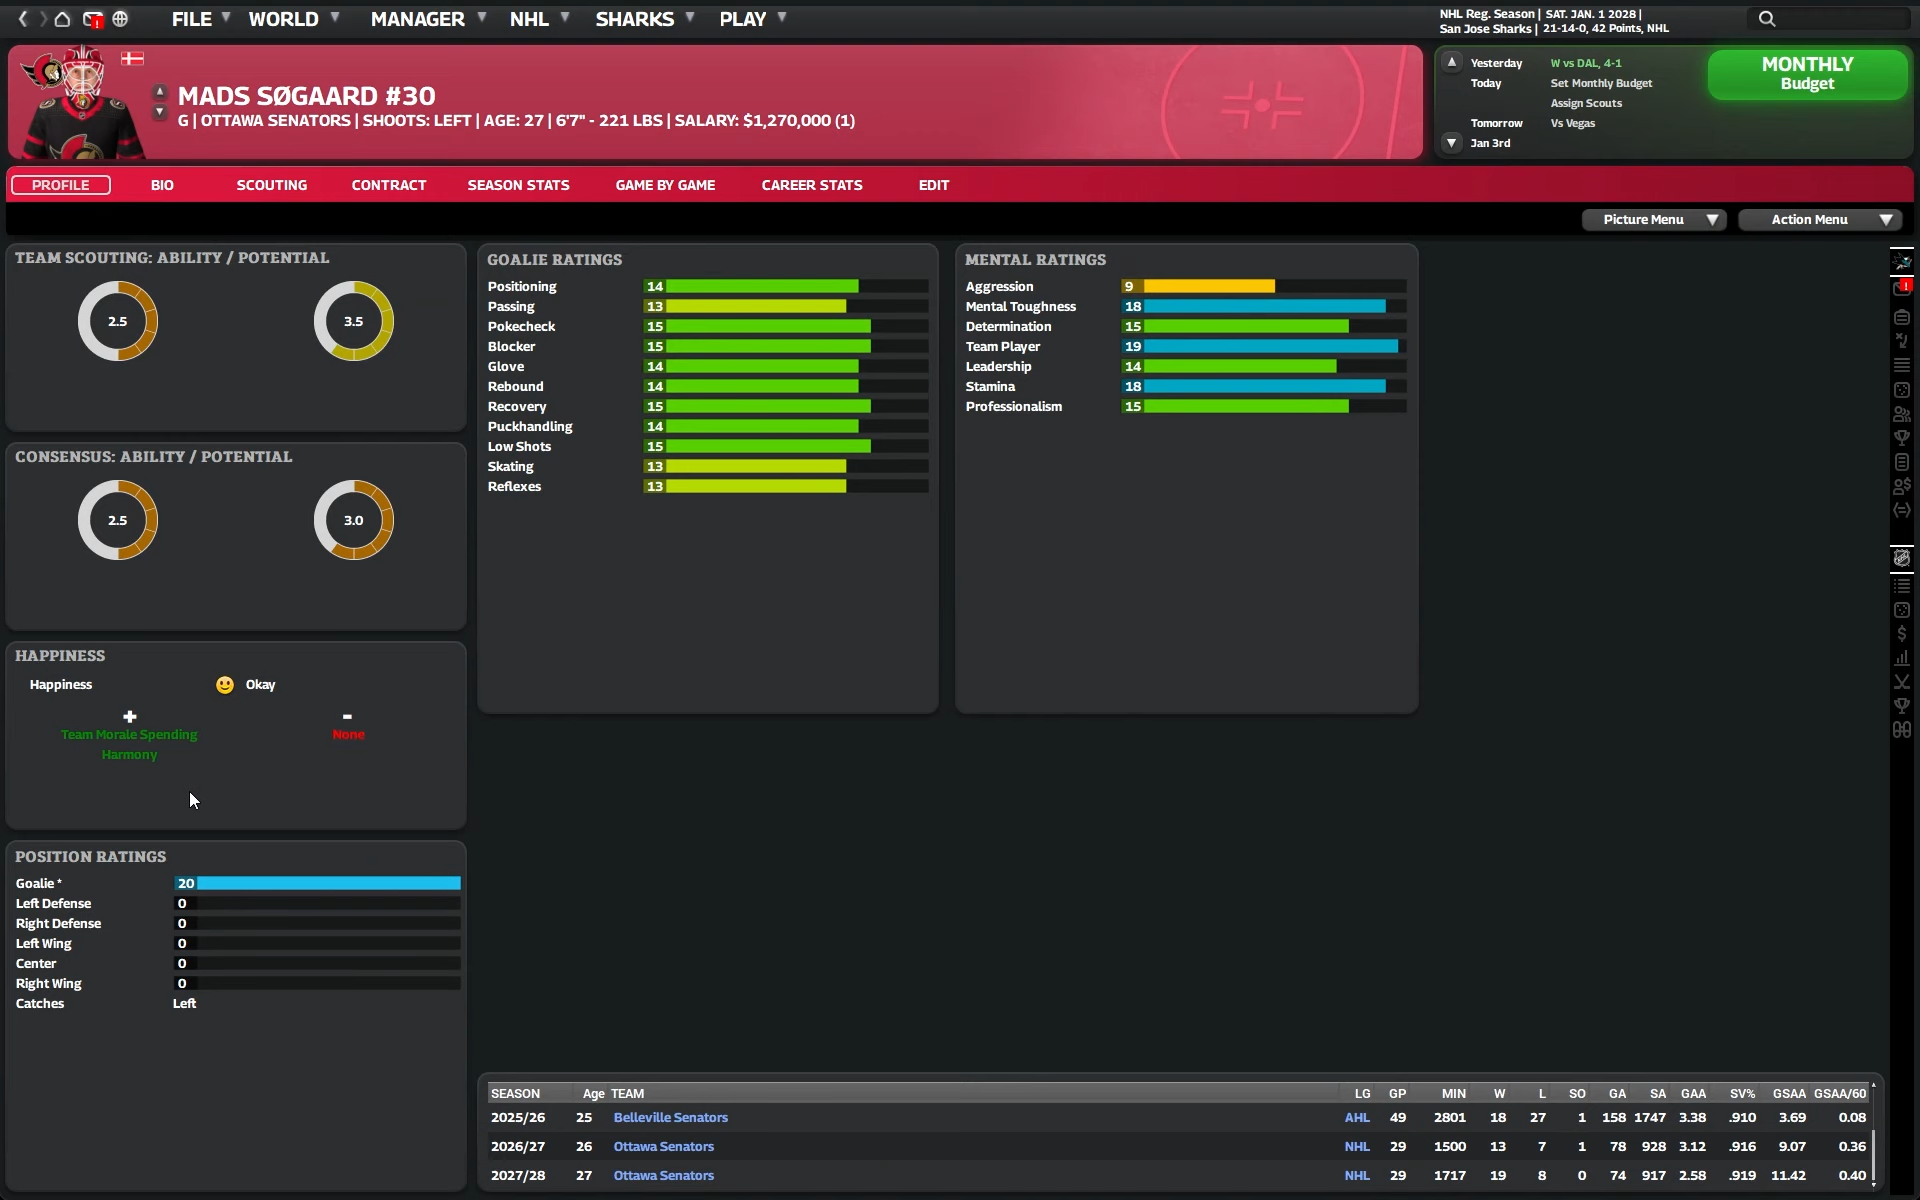 FILE WORLD MANAGER NHL SHARKS PLAY
NHL Reg. Season | SAT. JAN. 1 2028 |
San Jose Sharks | 21-14-0, 42 Points, NHL
MADS SØGAARD #30
G | OTTAWA SENATORS | SHOOTS: LEFT | AGE: 27 | 6'7" - 221 LBS | SALARY: $1,270,000 (1)
Yesterday W vs DAL, 4-1
Today Set Monthly Budget
Assign Scouts
Tomorrow Vs Vegas
Jan 3rd
MONTHLY
Budget
PROFILE BIO SCOUTING CONTRACT SEASON STATS GAME BY GAME CAREER STATS EDIT
Picture Menu Action Menu
TEAM SCOUTING: ABILITY / POTENTIAL
2.5 3.5
CONSENSUS: ABILITY / POTENTIAL
2.5 3.0
HAPPINESS
Happiness Okay
+ -
Team Morale Spending None
Harmony
POSITION RATINGS
Goalie * 20
Left Defense 0
Right Defense 0
Left Wing 0
Center 0
Right Wing 0
Catches Left
GOALIE RATINGS
Positioning 14
Passing 13
Pokecheck 15
Blocker 15
Glove 14
Rebound 14
Recovery 15
Puckhandling 14
Low Shots 15
Skating 13
Reflexes 13
MENTAL RATINGS
Aggression 9
Mental Toughness 18
Determination 15
Team Player 19
Leadership 14
Stamina 18
Professionalism 15
SEASON Age TEAM LG GP MIN W L SO GA SA GAA SV% GSAA GSAA/60
2025/26 25 Belleville Senators AHL 49 2801 18 27 1 158 1747 3.38 .910 3.69 0.08
2026/27 26 Ottawa Senators NHL 29 1500 13 7 1 78 928 3.12 .916 9.07 0.36
2027/28 27 Ottawa Senators NHL 29 1717 19 8 0 74 917 2.58 .919 11.42 0.40